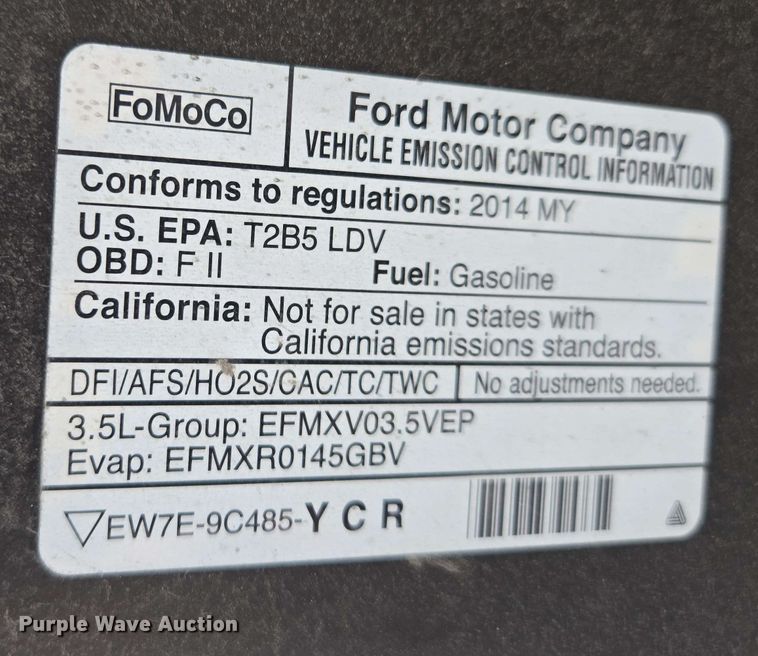 FoMoCo
Ford Motor Company
VEHICLE EMISSION CONTROL INFORMATION
Conforms to regulations: 2014 MY
U.S. EPA: T2B5 LDV
OBD: F II Fuel: Gasoline
California: Not for sale in states with
California emissions standards.
DFI/AFS/HO2S/CAC/TC/TWC No adjustments needed.
3.5L-Group: EFMXV03.5VEP
Evap: EFMXR0145GBV
EW7E-9C485-Y C R
Purple Wave Auction